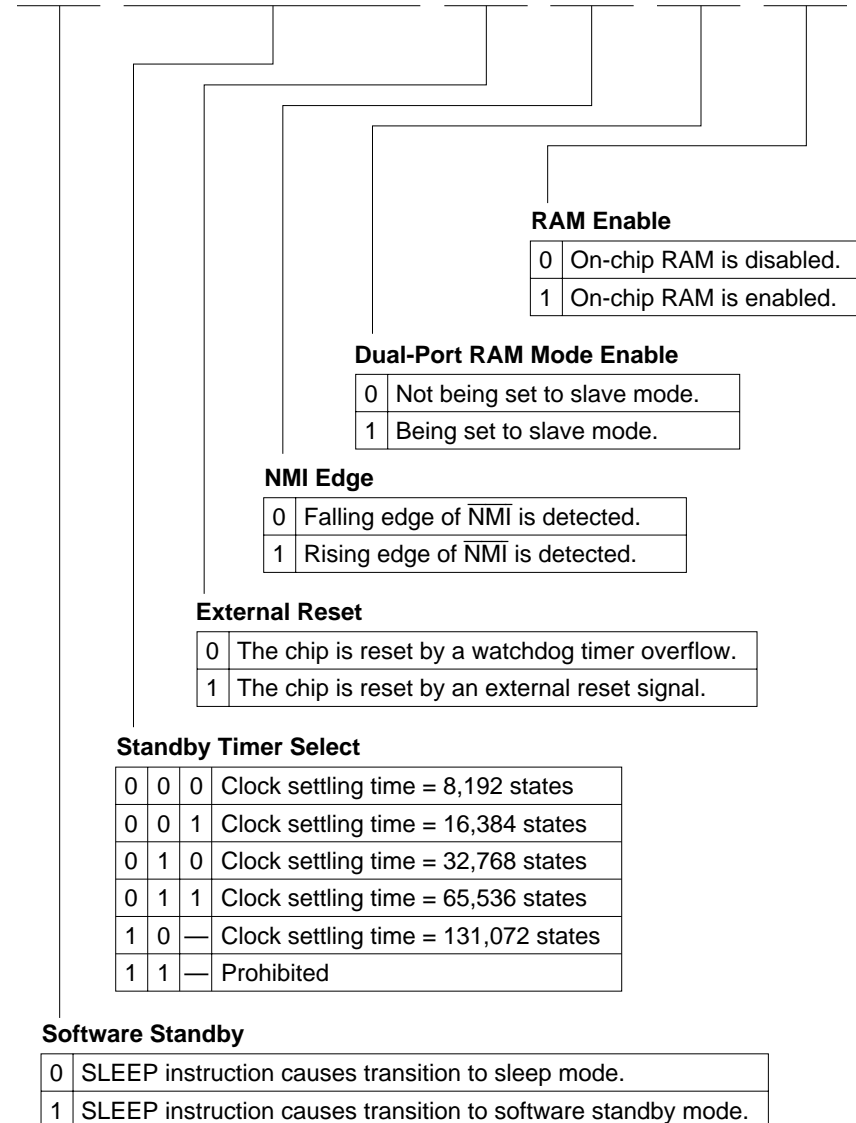 RAM Enable
0 On-chip RAM is disabled.
1 On-chip RAM is enabled.
Dual-Port RAM Mode Enable
0 Not being set to slave mode.
1 Being set to slave mode.
NMI Edge
0 Falling edge of N̅M̅I̅ is detected.
1 Rising edge of N̅M̅I̅ is detected.
External Reset
0 The chip is reset by a watchdog timer overflow.
1 The chip is reset by an external reset signal.
Standby Timer Select
0 0 0 Clock settling time = 8,192 states
0 0 1 Clock settling time = 16,384 states
0 1 0 Clock settling time = 32,768 states
0 1 1 Clock settling time = 65,536 states
1 0 — Clock settling time = 131,072 states
1 1 — Prohibited
Software Standby
0 SLEEP instruction causes transition to sleep mode.
1 SLEEP instruction causes transition to software standby mode.